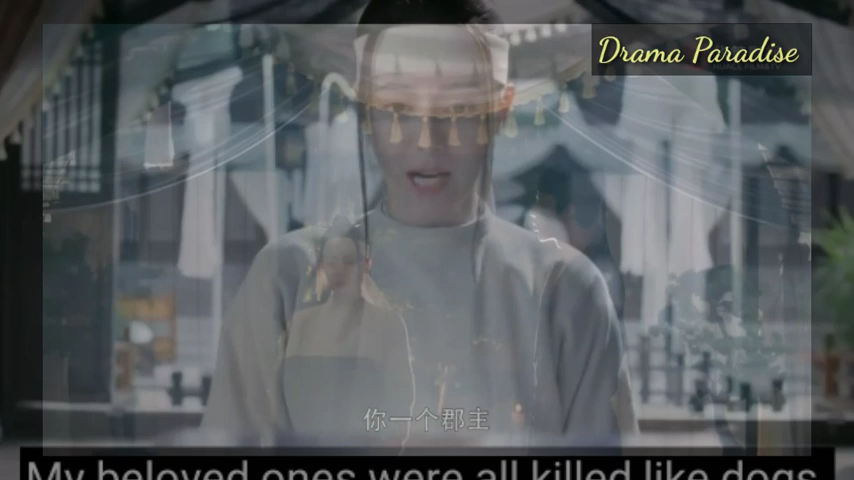 Drama Paradise
你一个郡主
My beloved ones were all killed like dogs